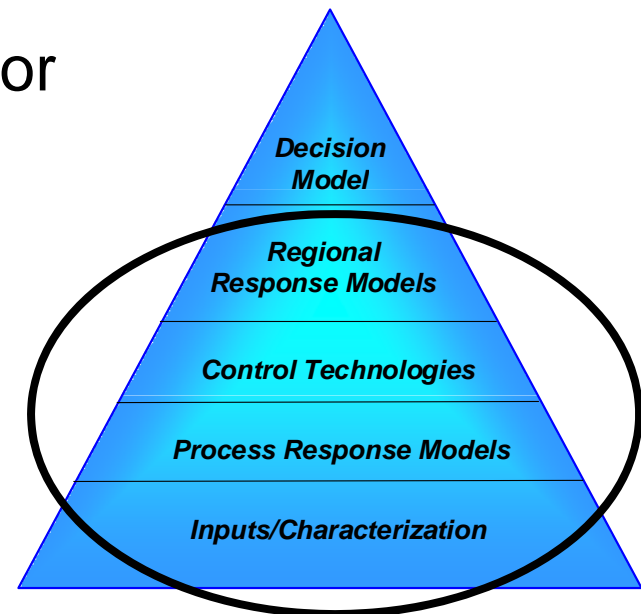 or
Decision
Model
Regional
Response Models
Control Technologies
Process Response Models
Inputs/Characterization